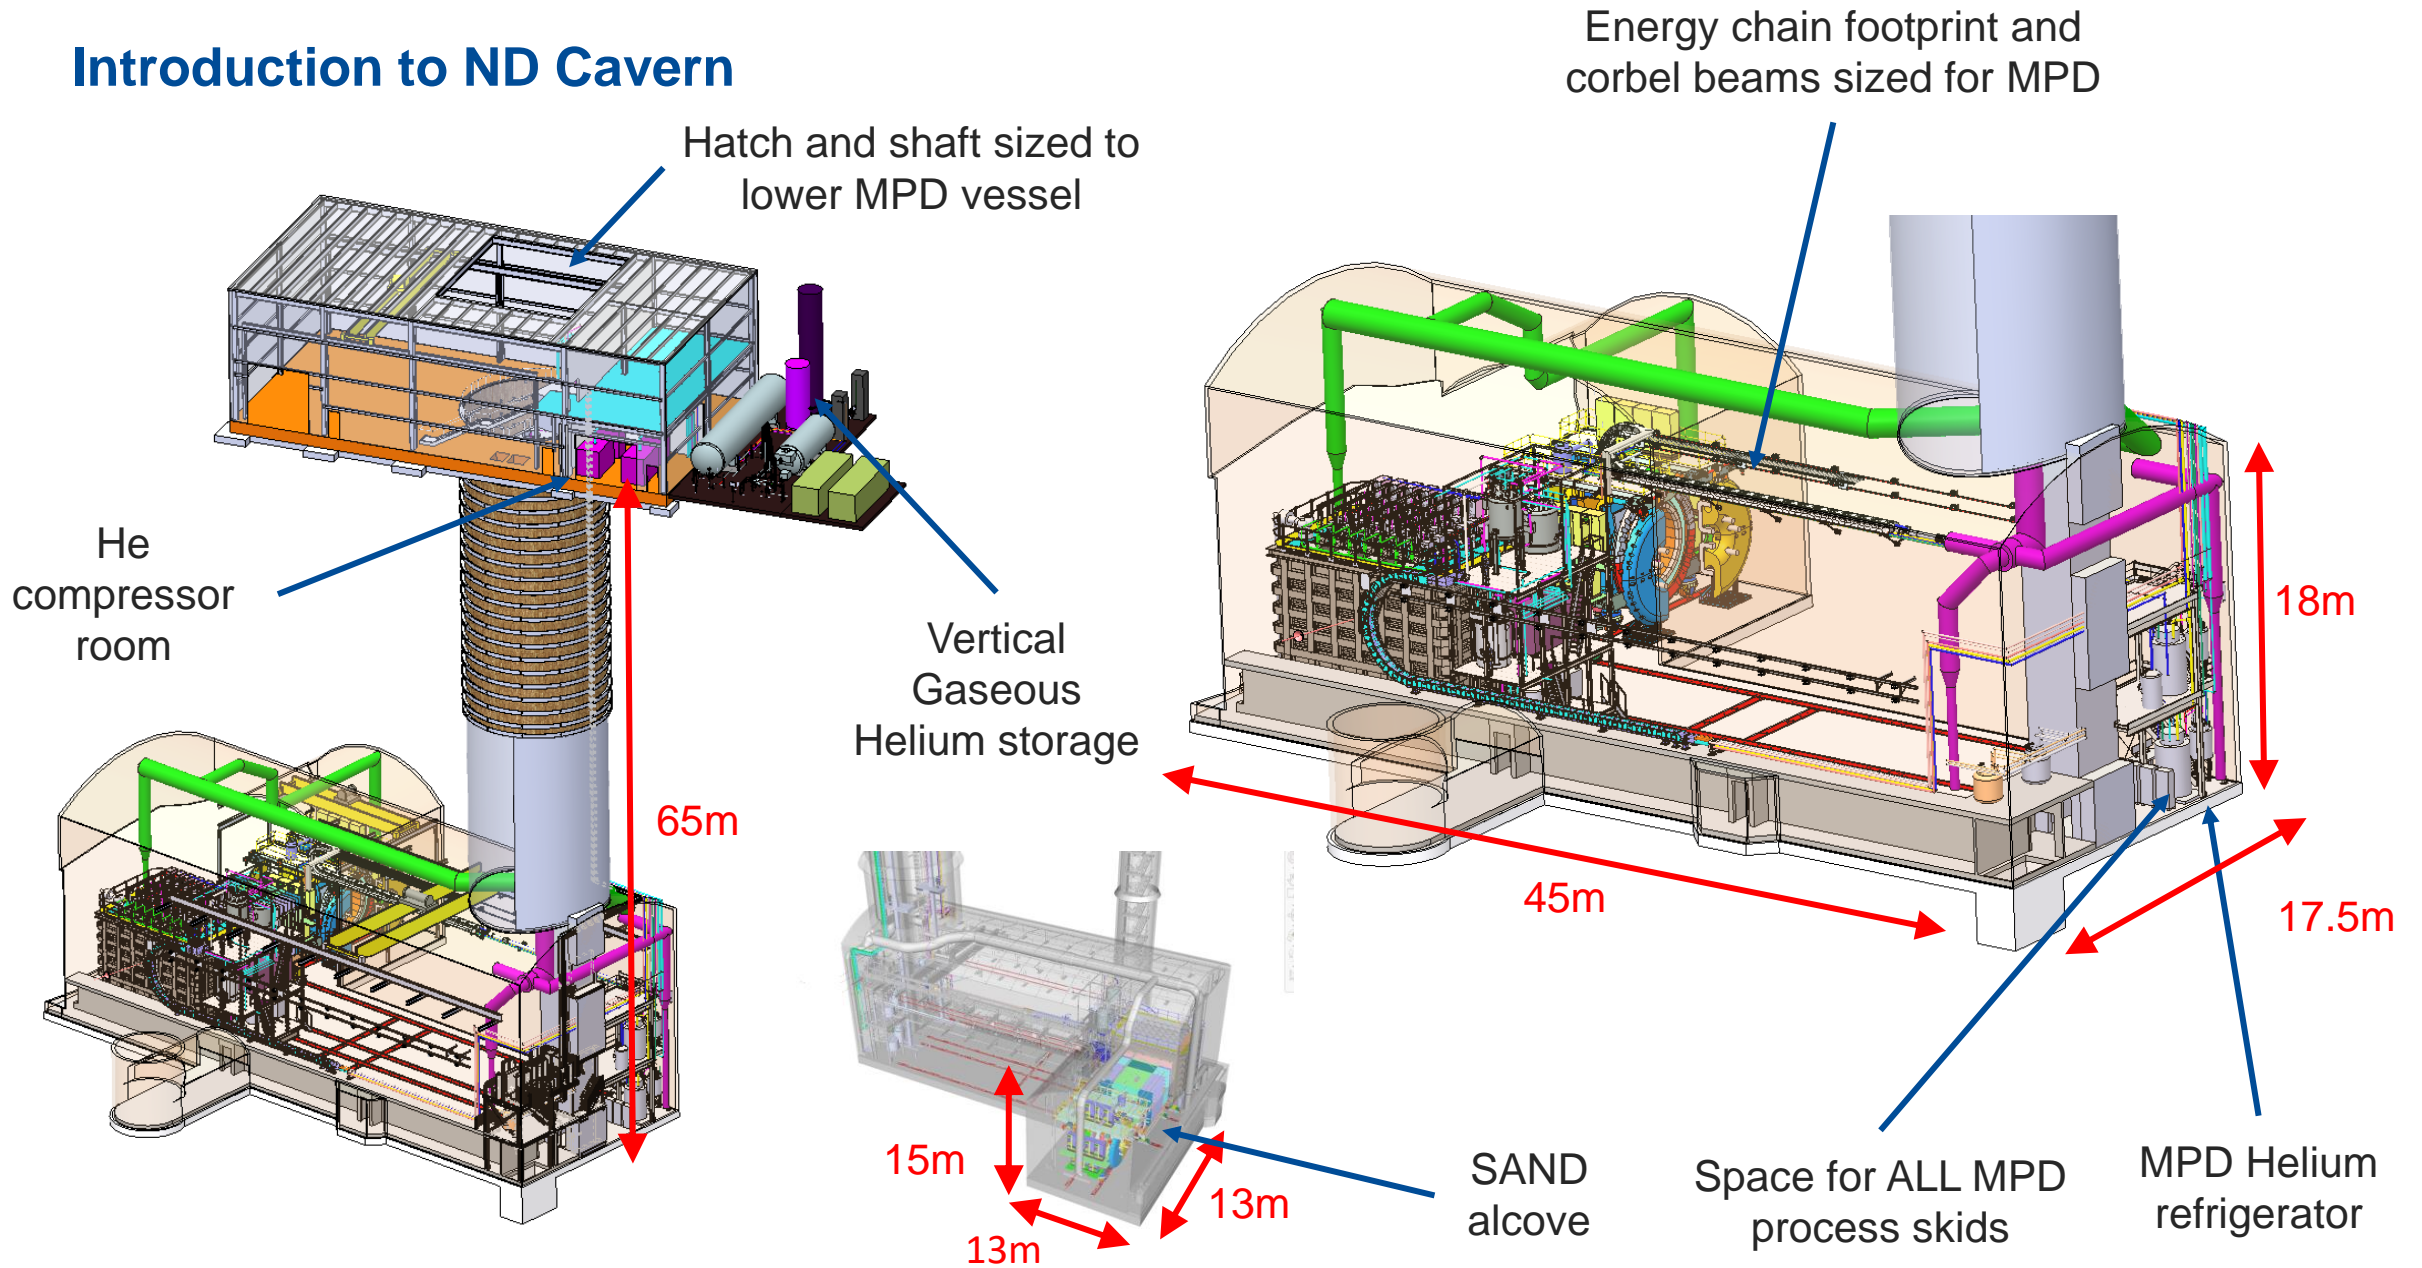 Introduction to ND Cavern
Energy chain footprint and
corbel beams sized for MPD
Hatch and shaft sized to
lower MPD vessel
He
compressor
room
Vertical
Gaseous
Helium storage
65m
18m
45m
17.5m
15m
13m
13m
SAND
alcove
Space for ALL MPD
process skids
MPD Helium
refrigerator